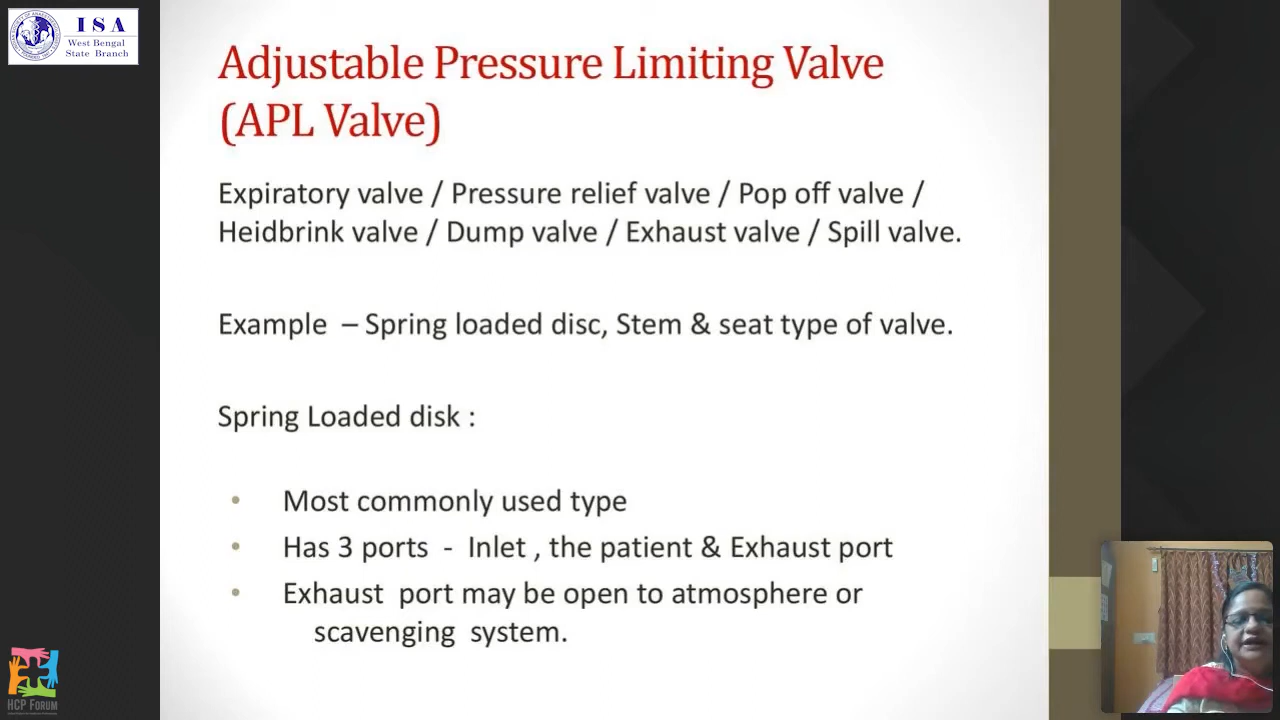 ISA
West Bengal
State Branch
Adjustable Pressure Limiting Valve
(APL Valve)
Expiratory valve / Pressure relief valve / Pop off valve /
Heidbrink valve / Dump valve / Exhaust valve / Spill valve.
Example – Spring loaded disc, Stem & seat type of valve.
Spring Loaded disk :
• Most commonly used type
• Has 3 ports - Inlet , the patient & Exhaust port
• Exhaust port may be open to atmosphere or
scavenging system.
HCP FORUM